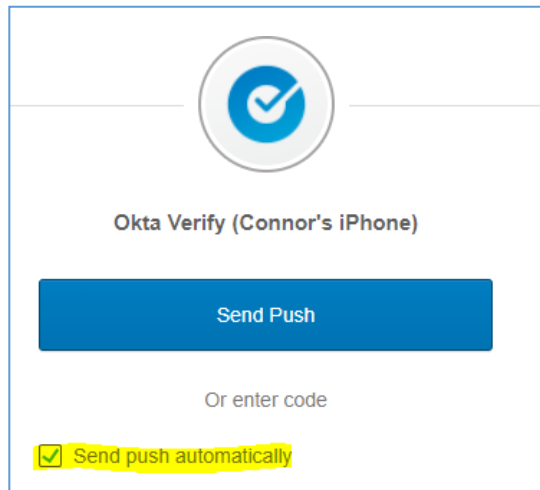 Okta Verify (Connor's iPhone)
Send Push
Or enter code
Send push automatically